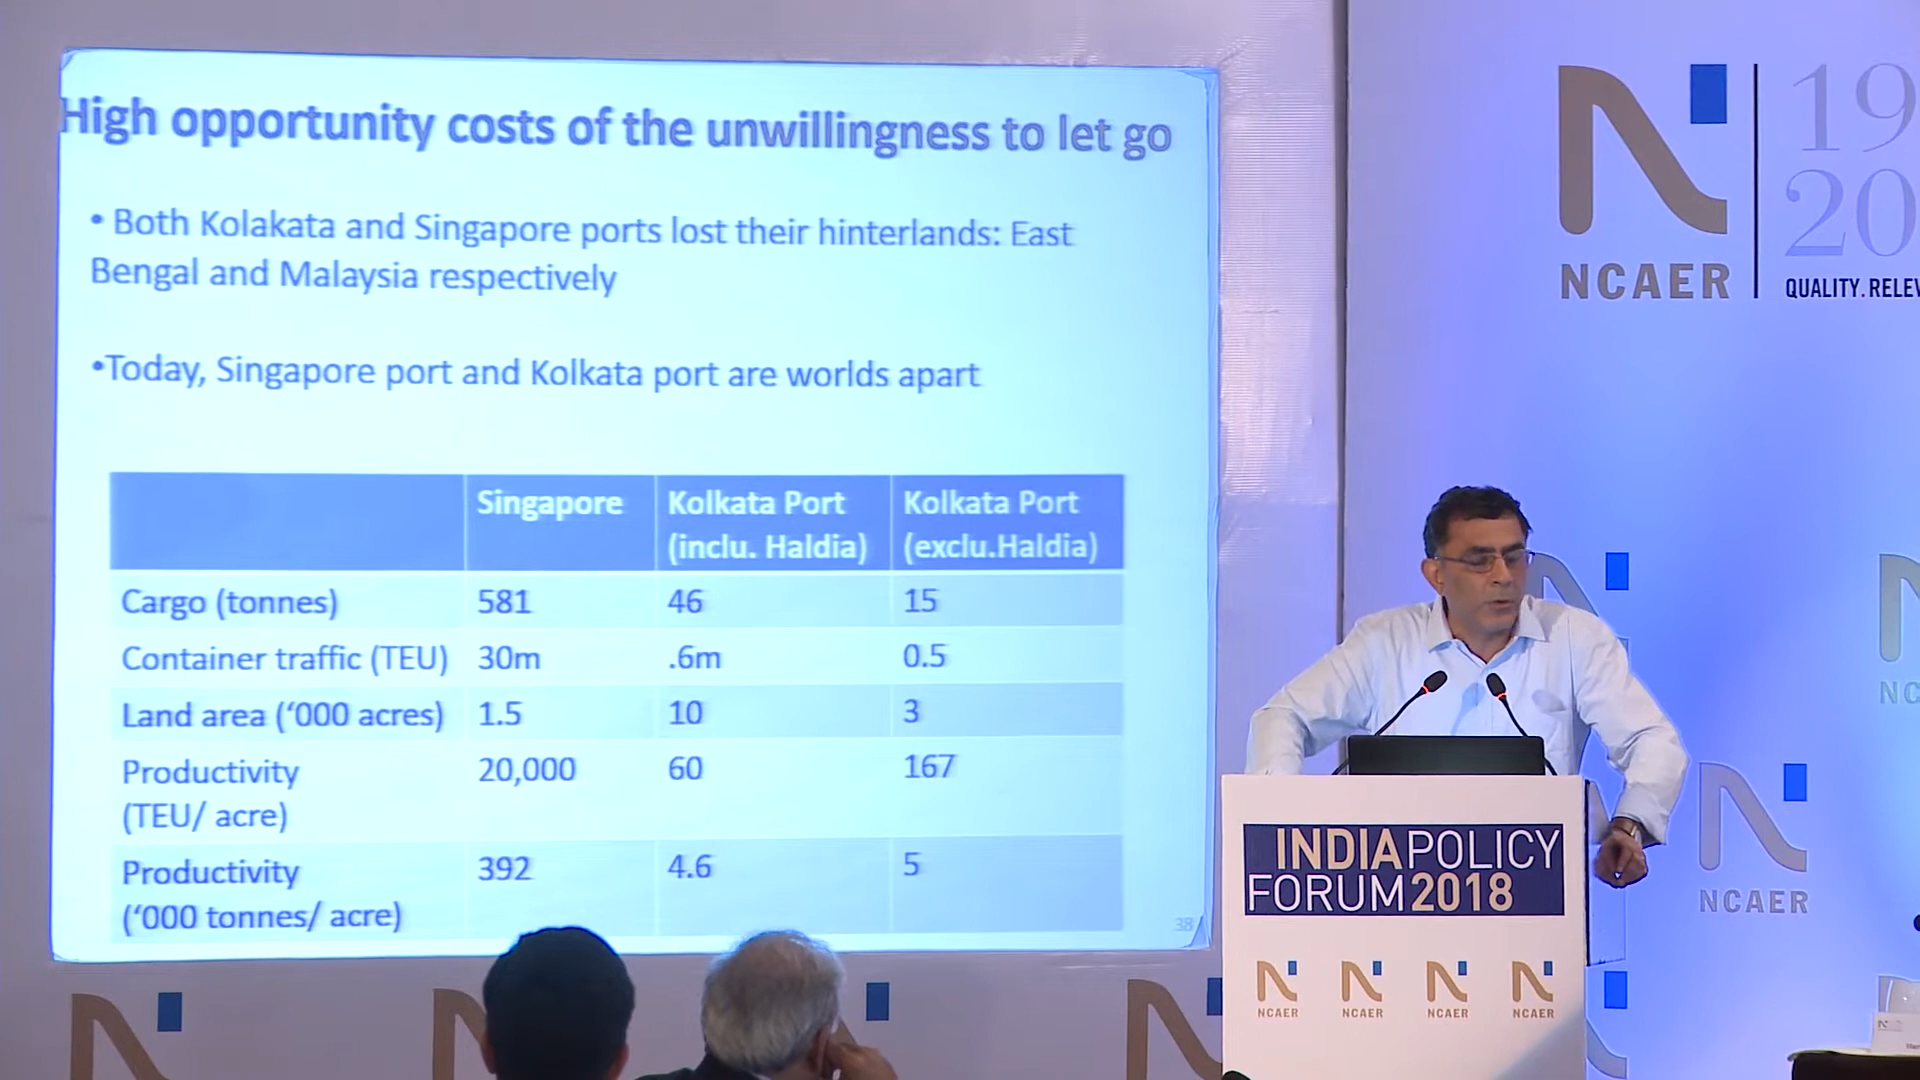 High opportunity costs of the unwillingness to let go
• Both Kolakata and Singapore ports lost their hinterlands: East
Bengal and Malaysia respectively
•Today, Singapore port and Kolkata port are worlds apart
Singapore Kolkata Port (inclu. Haldia) Kolkata Port (exclu.Haldia)
Cargo (tonnes) 581 46 15
Container traffic (TEU) 30m .6m 0.5
Land area (‘000 acres) 1.5 10 3
Productivity (TEU/ acre) 20,000 60 167
Productivity (‘000 tonnes/ acre) 392 4.6 5
38
NCAER
19
20
QUALITY. RELEV
NC
NCAER
INDIA POLICY
FORUM 2018
NCAER NCAER NCAER NCAER